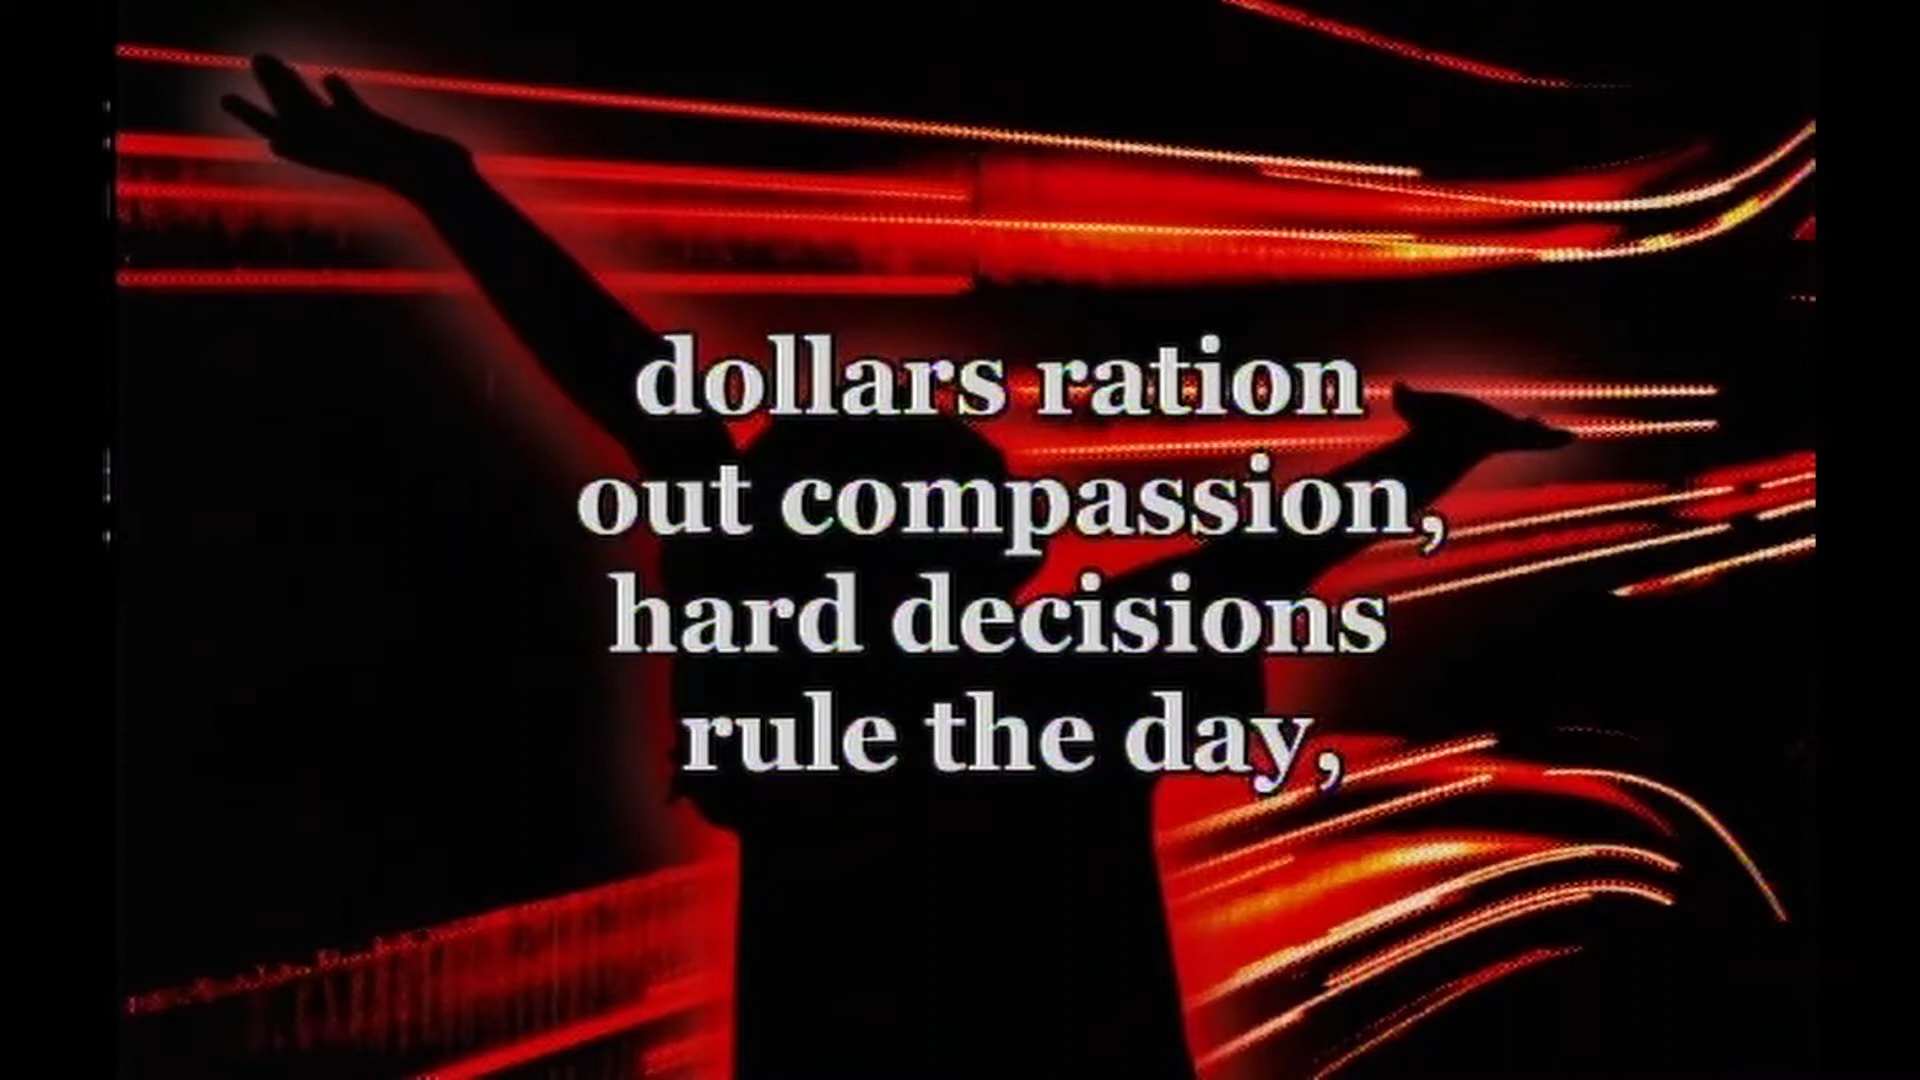 dollars ration
out compassion,
hard decisions
rule the day,